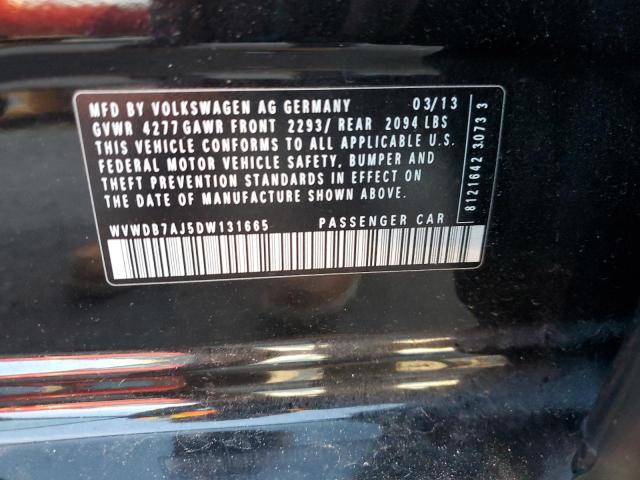 MFD BY VOLKSWAGEN AG GERMANY 03/13
GVWR 4277 GAWR FRONT 2293/ REAR 2094 LBS
THIS VEHICLE CONFORMS TO ALL APPLICABLE U.S.
FEDERAL MOTOR VEHICLE SAFETY, BUMPER AND
THEFT PREVENTION STANDARDS IN EFFECT ON
THE DATE OF MANUFACTURE SHOWN ABOVE.
WVWDB7AJ5DW131665 PASSENGER CAR
8121642 3073 3